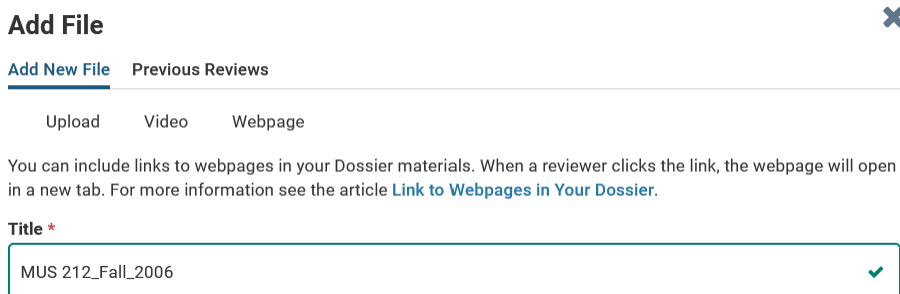 Add File
Add New File Previous Reviews
Upload Video Webpage
You can include links to webpages in your Dossier materials. When a reviewer clicks the link, the webpage will open
in a new tab. For more information see the article Link to Webpages in Your Dossier.
Title *
MUS 212_Fall_2006